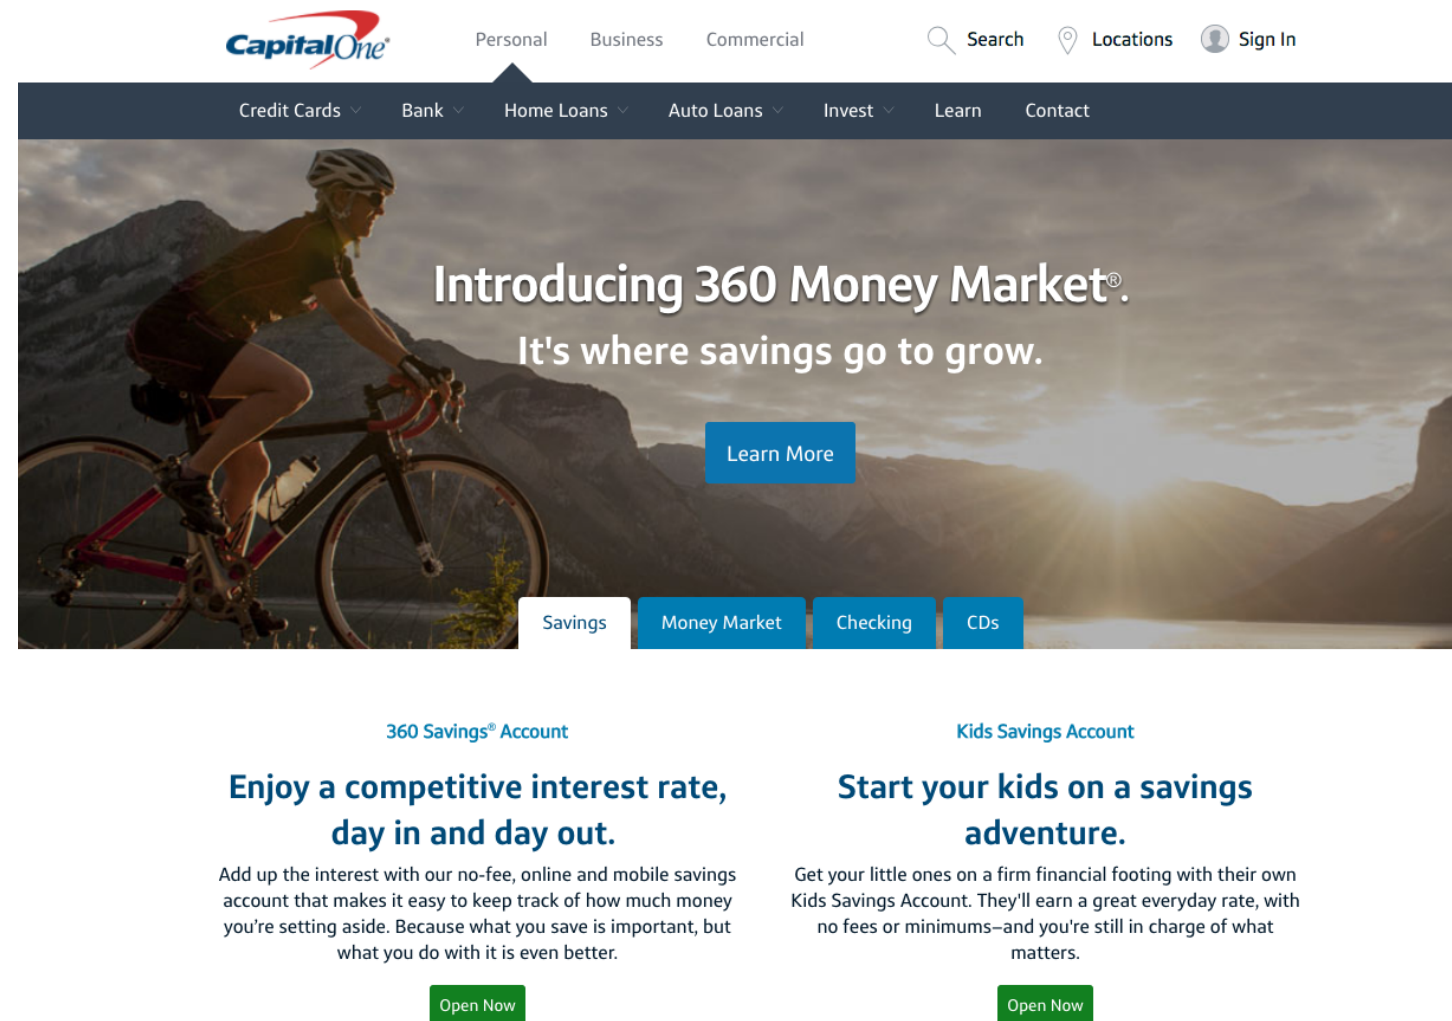 CapitalOne®
Personal Business Commercial
Search Locations Sign In
Credit Cards Bank Home Loans Auto Loans Invest Learn Contact
Introducing 360 Money Market®.
It's where savings go to grow.
Learn More
Savings Money Market Checking CDs
360 Savings® Account
Enjoy a competitive interest rate,
day in and day out.
Add up the interest with our no-fee, online and mobile savings
account that makes it easy to keep track of how much money
you’re setting aside. Because what you save is important, but
what you do with it is even better.
Open Now
Kids Savings Account
Start your kids on a savings
adventure.
Get your little ones on a firm financial footing with their own
Kids Savings Account. They'll earn a great everyday rate, with
no fees or minimums–and you're still in charge of what
matters.
Open Now